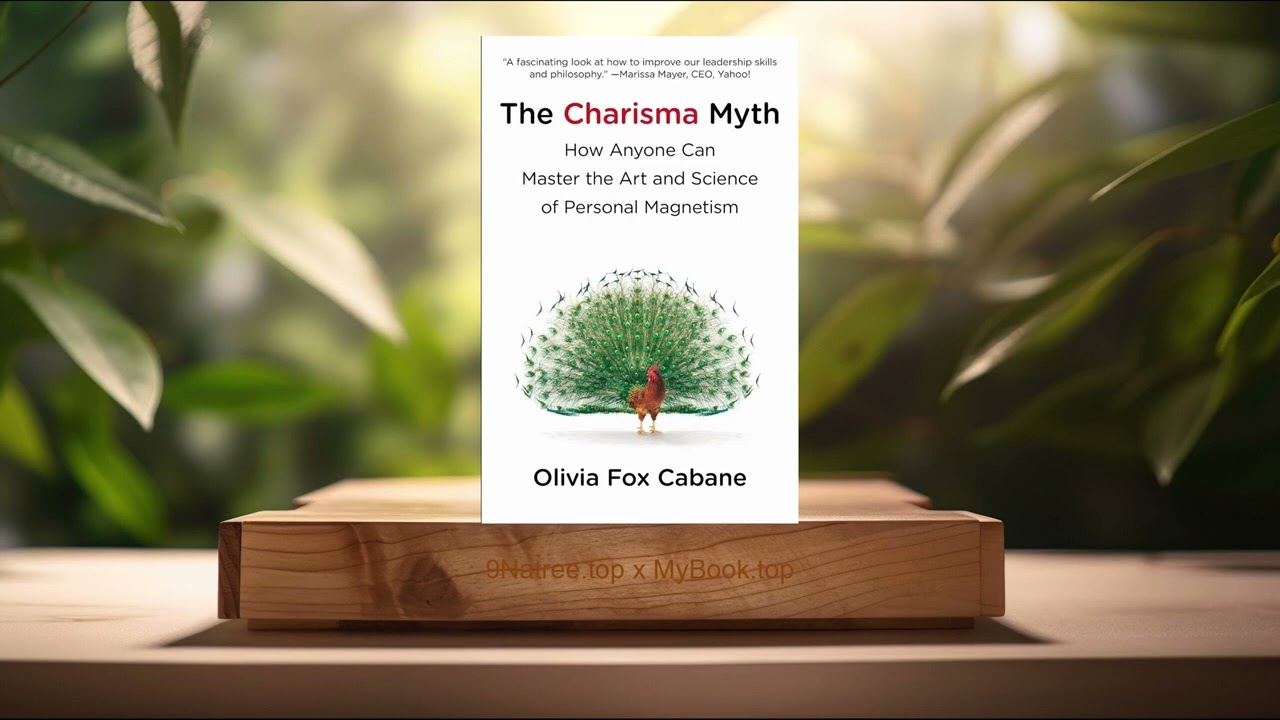 "A fascinating look at how to improve our leadership skills
and philosophy." —Marissa Mayer, CEO, Yahoo!
The Charisma Myth
How Anyone Can
Master the Art and Science
of Personal Magnetism
Olivia Fox Cabane
9Natree.top x MyBook.top